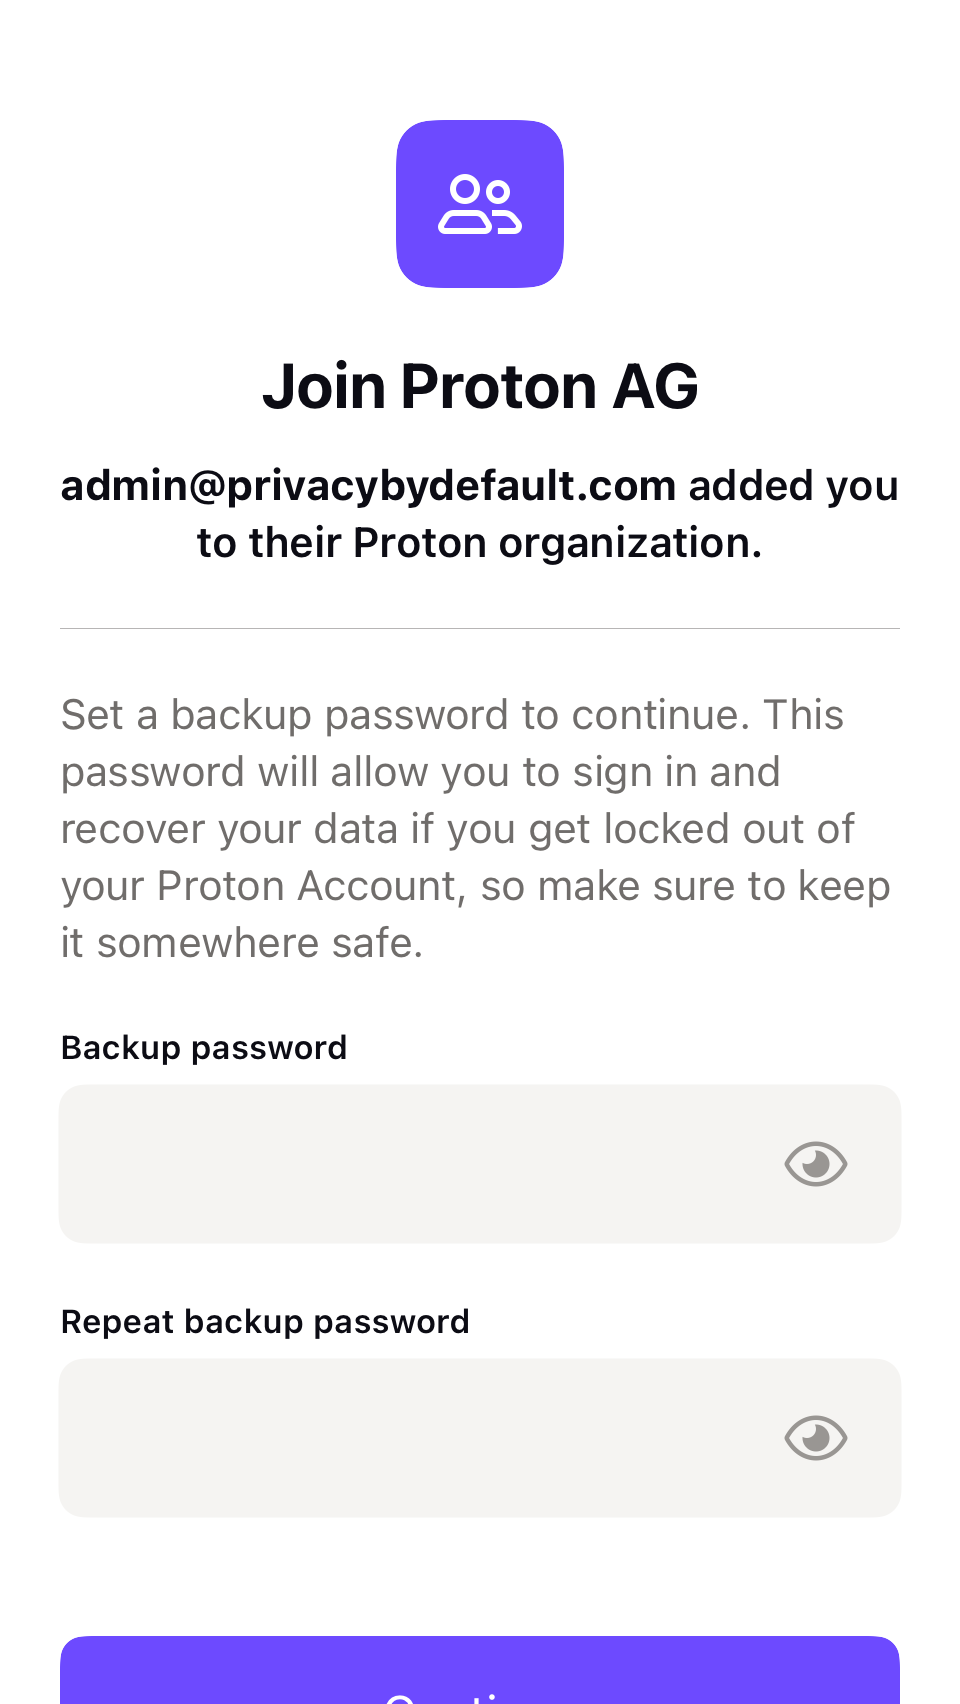 Join Proton AG
admin@privacybydefault.com added you
to their Proton organization.
Set a backup password to continue. This
password will allow you to sign in and
recover your data if you get locked out of
your Proton Account, so make sure to keep
it somewhere safe.
Backup password
Repeat backup password